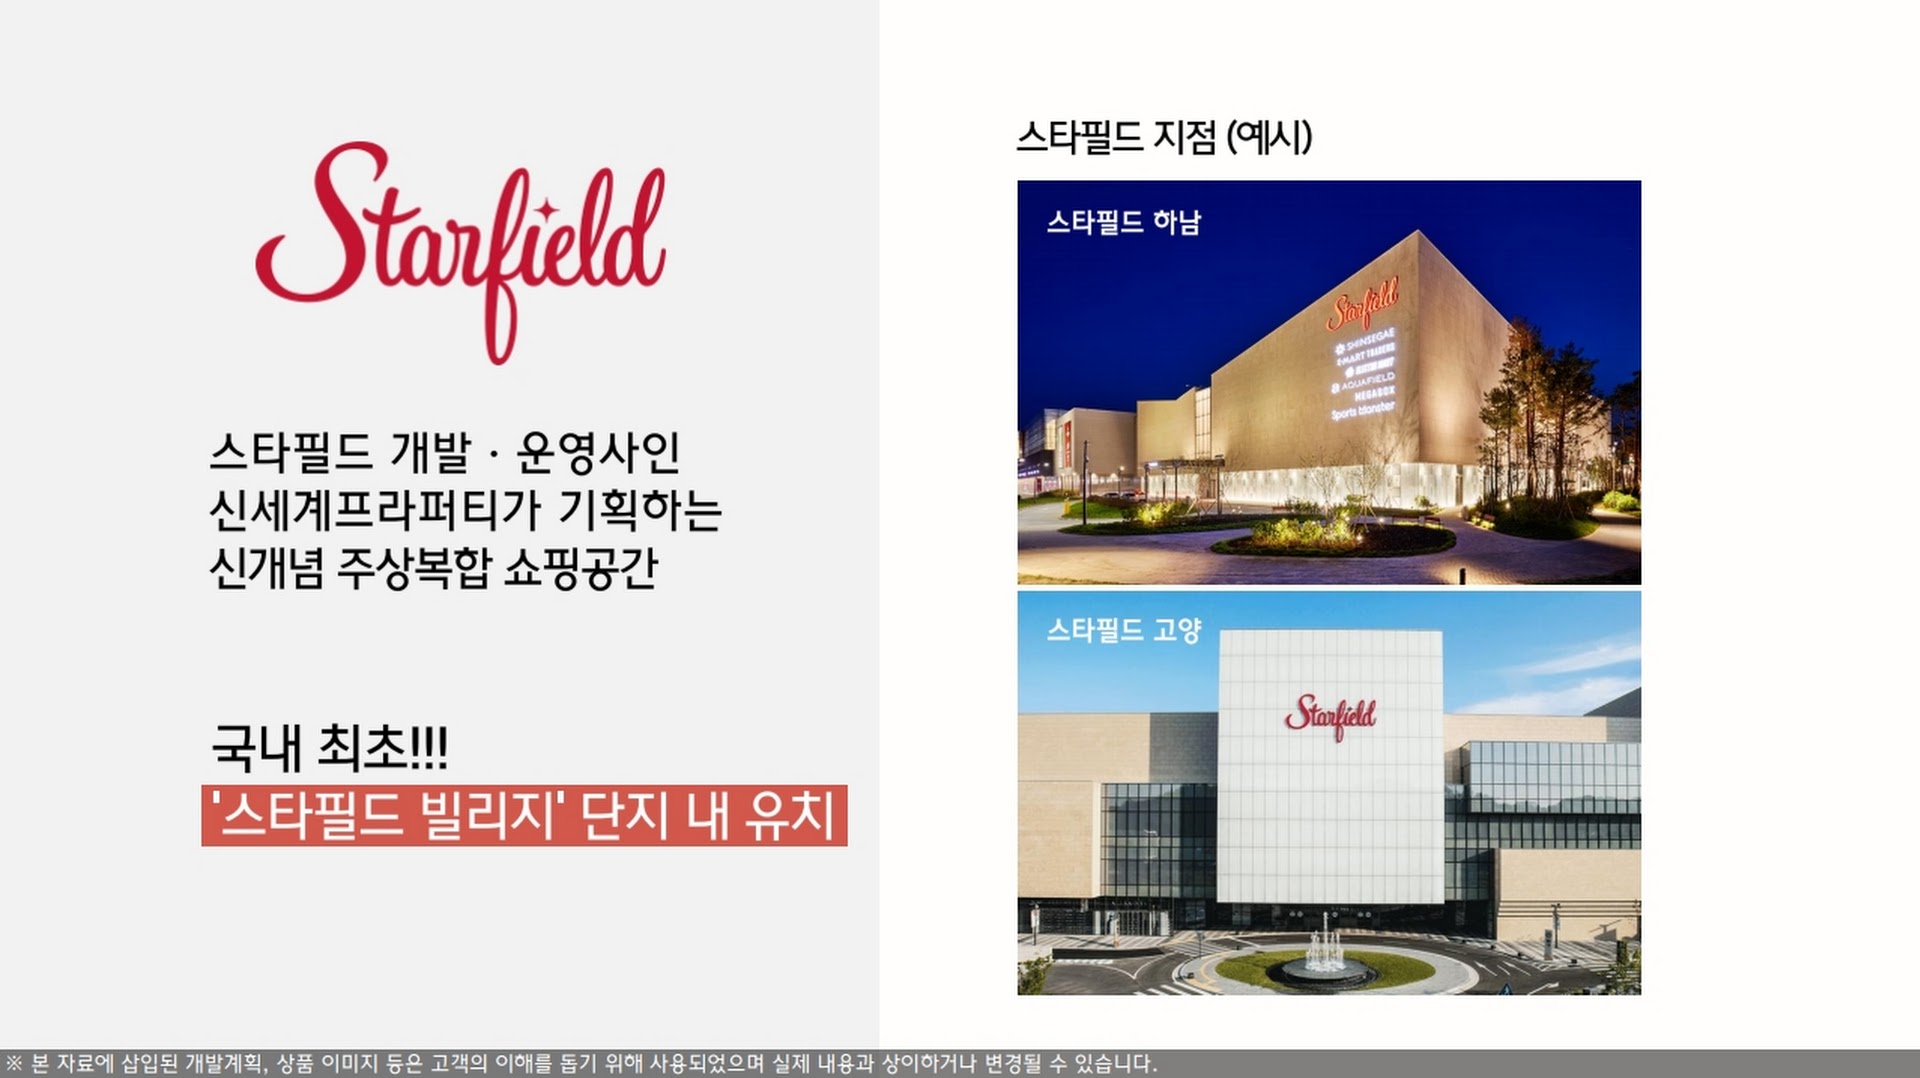 Starfield
스타필드 개발 · 운영사인
신세계프라퍼티가 기획하는
신개념 주상복합 쇼핑공간
국내 최초!!!
'스타필드 빌리지' 단지 내 유치
스타필드 지점 (예시)
스타필드 하남
Starfield
SHINSEGAE
E-MART TRADERS
AQUAFIELD
MEGABOX
Sports Monster
스타필드 고양
Starfield
※ 본 자료에 삽입된 개발계획, 상품 이미지 등은 고객의 이해를 돕기 위해 사용되었으며 실제 내용과 상이하거나 변경될 수 있습니다.